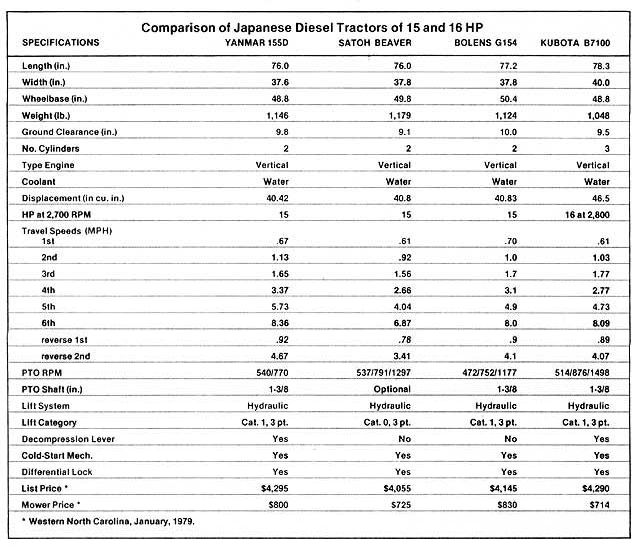 Comparison of Japanese Diesel Tractors of 15 and 16 HP
SPECIFICATIONS YANMAR 155D SATOH BEAVER BOLENS G154 KUBOTA B7100
Length (in.) 76.0 76.0 77.2 78.3
Width (in.) 37.6 37.8 37.8 40.0
Wheelbase (in.) 48.8 49.8 50.4 48.8
Weight (lb.) 1,146 1,179 1,124 1,048
Ground Clearance (in.) 9.8 9.1 10.0 9.5
No. Cylinders 2 2 2 3
Type Engine Vertical Vertical Vertical Vertical
Coolant Water Water Water Water
Displacement (in cu. in.) 40.42 40.8 40.83 46.5
HP at 2,700 RPM 15 15 15 16 at 2,800
Travel Speeds (MPH)
1st .67 .61 .70 .61
2nd 1.13 .92 1.0 1.03
3rd 1.65 1.56 1.7 1.77
4th 3.37 2.66 3.1 2.77
5th 5.73 4.04 4.9 4.73
6th 8.36 6.87 8.0 8.09
reverse 1st .92 .78 .9 .89
reverse 2nd 4.67 3.41 4.1 4.07
PTO RPM 540/770 537/791/1297 472/752/1177 514/876/1498
PTO Shaft (in.) 1-3/8 Optional 1-3/8 1-3/8
Lift System Hydraulic Hydraulic Hydraulic Hydraulic
Lift Category Cat. 1, 3 pt. Cat. 0, 3 pt. Cat. 1, 3 pt. Cat. 1, 3 pt.
Decompression Lever Yes No No Yes
Cold-Start Mech. Yes Yes Yes Yes
Differential Lock Yes Yes Yes Yes
List Price * $4,295 $4,055 $4,145 $4,290
Mower Price * $800 $725 $830 $714
* Western North Carolina, January, 1979.